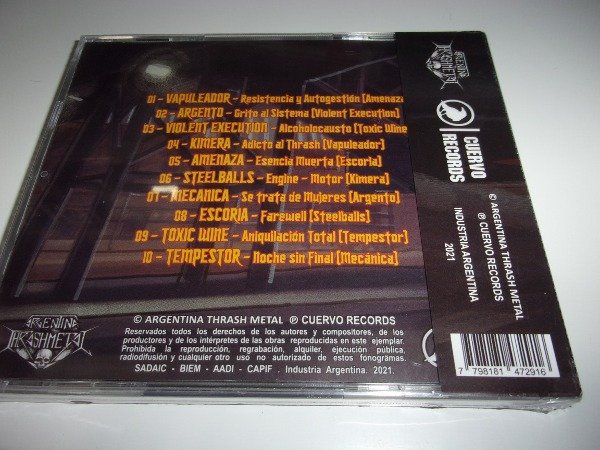 01 - VAPULEADOR - Resistencia y Autogestión (Amenaza
02 - ARGENTO - Grito al Sistema (Violent Execution)
03 - VIOLENT EXECUTION - Alcoholocausto (Toxic Wine
04 - KIMERA - Adicto al Thrash (Vapuleador)
05 - AMENAZA - Esencia Muerta (Escoria)
06 - STEELBALLS - Engine - Motor (Kimera)
07 - MECANICA - Se trata de Mujeres (Argento)
08 - ESCORIA - Farewell (Steelballs)
09 - TOXIC WINE - Aniquilación Total (Tempestor)
10 - TEMPESTOR - Noche sin Final (Mecánica)
ARGENTINA
THRASHMETAL
© ARGENTINA THRASH METAL ℗ CUERVO RECORDS
Reservados todos los derechos de los autores y compositores, de los
productores y de los intérpretes de las obras reproducidas en este ejemplar.
Prohibida la reproducción, regrabación, alquiler, ejecución pública,
radiodifusión y cualquier otro uso no autorizado de estos fonogramas.
SADAIC - BIEM - AADI - CAPIF . Industria Argentina. 2021.
ARGENTINA
THRASHMETAL
CUERVO
RECORDS
© ARGENTINA THRASH METAL
℗ CUERVO RECORDS
INDUSTRIA ARGENTINA
2021
7 798181 472916